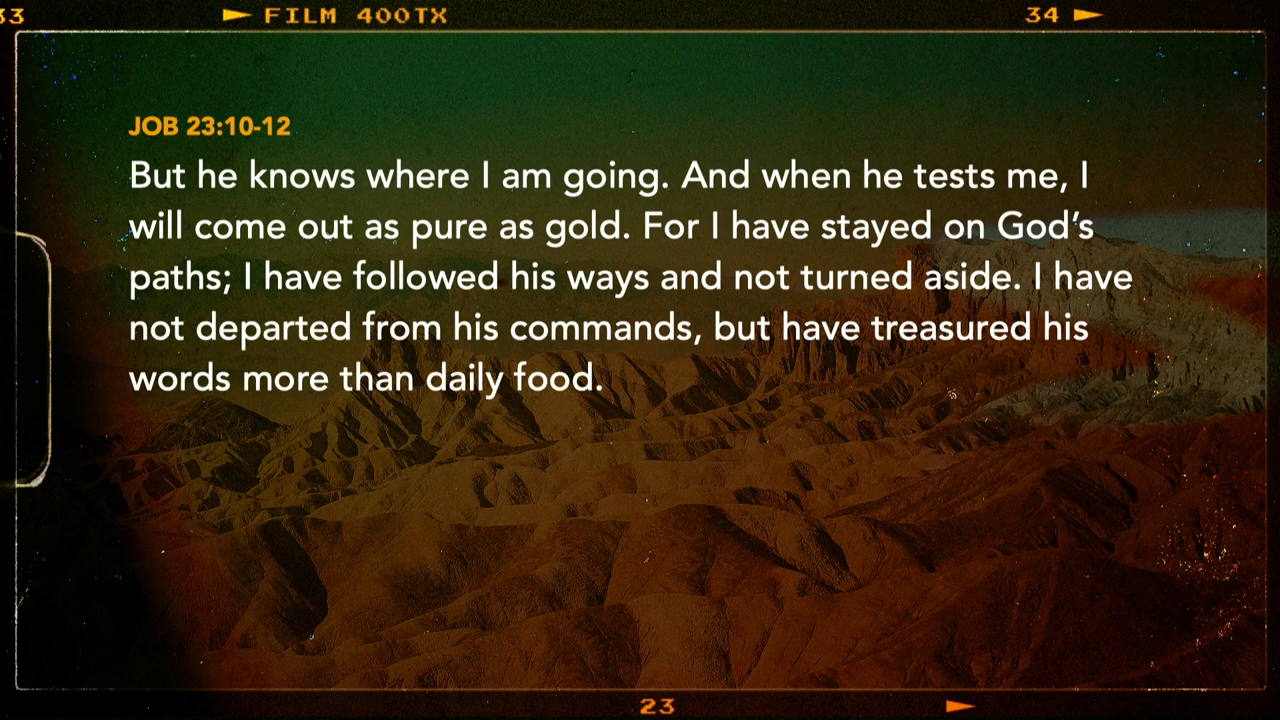 33 ► FILM 400TX 34 ►
JOB 23:10-12
But he knows where I am going. And when he tests me, I
will come out as pure as gold. For I have stayed on God’s
paths; I have followed his ways and not turned aside. I have
not departed from his commands, but have treasured his
words more than daily food.
23 ►